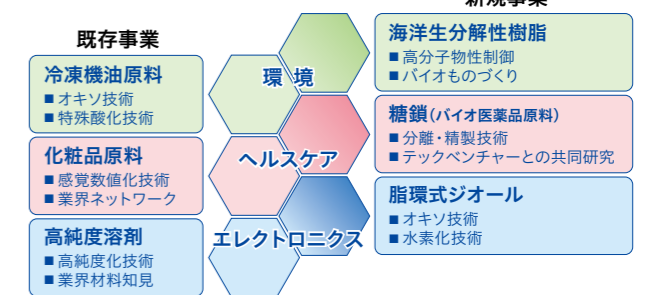 既存事業
冷凍機油原料
■ オキソ技術
■ 特殊酸化技術
化粧品原料
■ 感覚数値化技術
■ 業界ネットワーク
高純度溶剤
■ 高純度化技術
■ 業界材料知見
環 境
ヘルスケア
エレクトロニクス
新規事業
海洋生分解性樹脂
■ 高分子物性制御
■ バイオものづくり
糖鎖(バイオ医薬品原料)
■ 分離・精製技術
■ テックベンチャーとの共同研究
脂環式ジオール
■ オキソ技術
■ 水素化技術